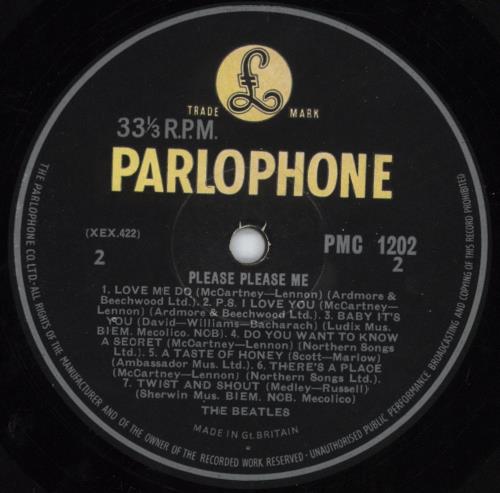 £
TRADE MARK
33⅓ R.P.M.
PARLOPHONE
(XEX.422)
2
PMC 1202
2
PLEASE PLEASE ME
1. LOVE ME DO (McCartney—Lennon) (Ardmore &
Beechwood Ltd.) 2. P.S. I LOVE YOU (McCartney—
Lennon) (Ardmore & Beechwood Ltd.) 3. BABY IT'S
YOU (David—Williams—Bacharach) (Ludix Mus.
BIEM. Mecolico. NCB) 4. DO YOU WANT TO KNOW
A SECRET (McCartney—Lennon) (Northern Songs
Ltd.) 5. A TASTE OF HONEY (Scott—Marlow)
(Ambassador Mus. Ltd.) 6. THERE'S A PLACE
(McCartney—Lennon) (Northern Songs Ltd.)
7. TWIST AND SHOUT (Medley—Russell)
(Sherwin Mus. BIEM. NCB. Mecolico)
THE BEATLES
MADE IN Gt. BRITAIN
THE PARLOPHONE CO. LTD.—ALL RIGHTS OF THE MANUFACTURER AND OF THE OWNER OF THE RECORDED WORK RESERVED · UNAUTHORISED PUBLIC PERFORMANCE BROADCASTING AND COPYING OF THIS RECORD PROHIBITED